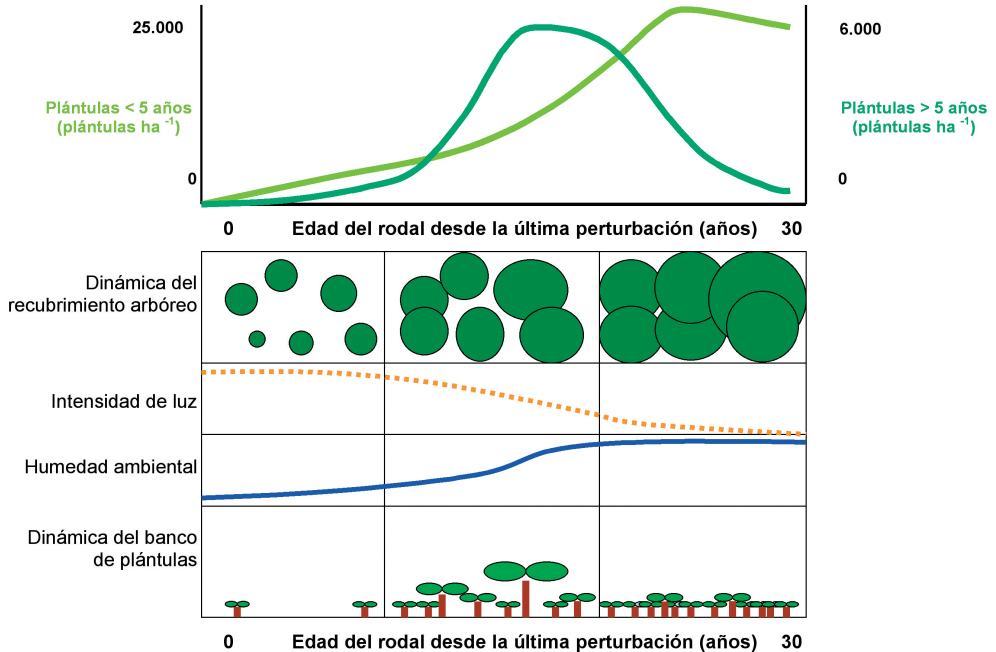 25.000
6.000
Plántulas < 5 años
(plántulas ha -1)
Plántulas > 5 años
(plántulas ha -1)
0
0
0 Edad del rodal desde la última perturbación (años) 30
Dinámica del
recubrimiento arbóreo
Intensidad de luz
Humedad ambiental
Dinámica del banco
de plántulas
0 Edad del rodal desde la última perturbación (años) 30